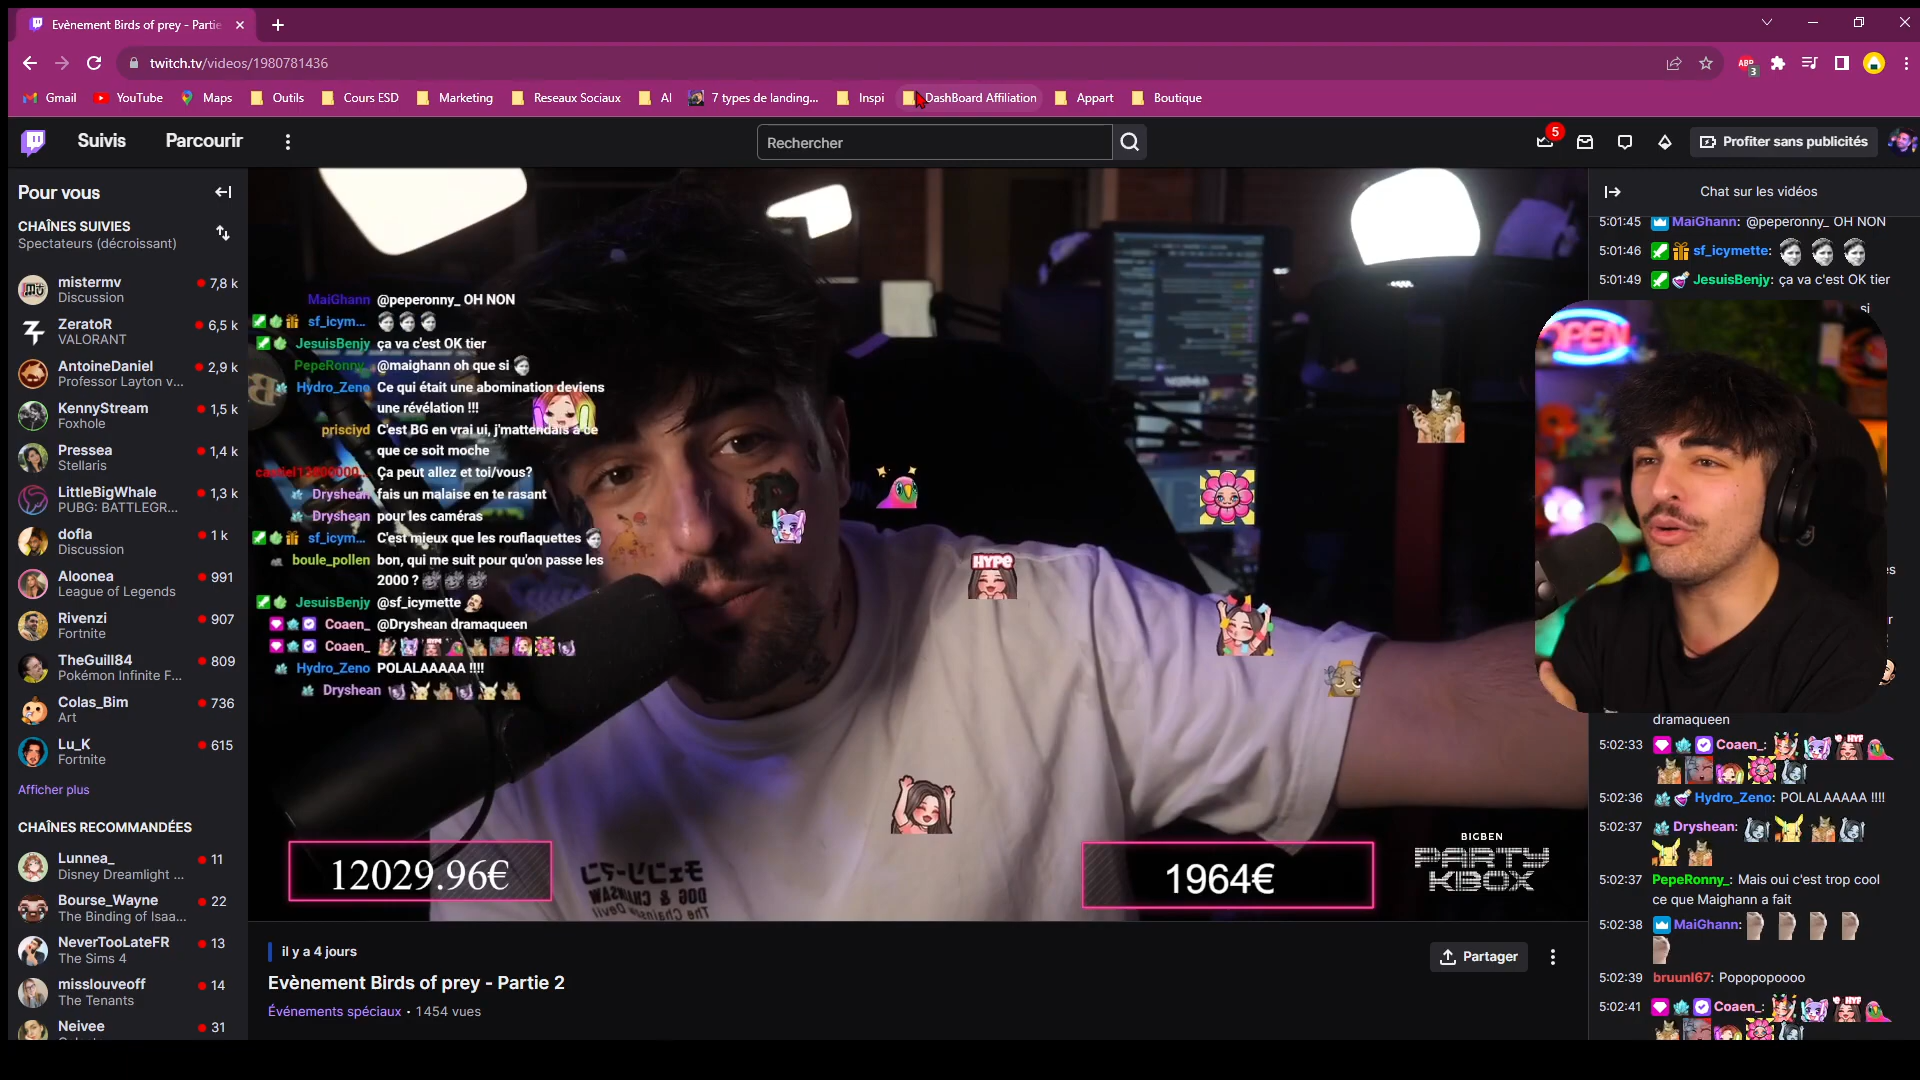 Evènement Birds of prey - Partie
twitch.tv/videos/1980781436
ABP
3
Gmail
YouTube
Maps
Outils
Cours ESD
Marketing
Reseaux Sociaux
AI
7 types de landing...
Inspi
DashBoard Affiliation
Appart
Boutique
Suivis
Parcourir
Rechercher
5
Profiter sans publicités
Pour vous
CHAÎNES SUIVIES
Spectateurs (décroissant)
mistermv 7,8 k
Discussion
ZeratoR 6,5 k
VALORANT
AntoineDaniel 2,9 k
Professor Layton v...
KennyStream 1,5 k
Foxhole
Pressea 1,4 k
Stellaris
LittleBigWhale 1,3 k
PUBG: BATTLEGR...
dofla 1 k
Discussion
Aloonea 991
League of Legends
Rivenzi 907
Fortnite
TheGuill84 809
Pokémon Infinite F...
Colas_Bim 736
Art
Lu_K 615
Fortnite
Afficher plus
CHAÎNES RECOMMANDÉES
Lunnea_ 11
Disney Dreamlight ...
Bourse_Wayne 22
The Binding of Isaa...
NeverTooLateFR 13
The Sims 4
misslouveoff 14
The Tenants
Neivee 31
MaiGhann @peperonny_ OH NON
sf_icym...
JesuisBenjy ça va c'est OK tier
PepeRonny_ @maighann oh que si
Hydro_Zeno Ce qui était une abomination deviens
une révélation !!!
prisciyd C'est BG en vrai ui, j'mattendais a ce
que ce soit moche
Ça peut allez et toi/vous?
Dryshean fais un malaise en te rasant
Dryshean pour les caméras
sf_icym... C'est mieux que les rouflaquettes
boule_pollen bon, qui me suit pour qu'on passe les
2000 ?
JesuisBenjy @sf_icymette
Coaen_ @Dryshean dramaqueen
Coaen_
Hydro_Zeno POLALAAAAA !!!!
Dryshean
HYPE
12029.96€
1964€
BIGBEN
PARTY
KBOX
il y a 4 jours
Evènement Birds of prey - Partie 2
Événements spéciaux • 1 454 vues
Partager
Chat sur les vidéos
5:01:45 MaiGhann: @peperonny_ OH NON
5:01:46 sf_icymette:
5:01:49 JesuisBenjy: ça va c'est OK tier
si
OPEN
es
ur
dramaqueen
5:02:33 Coaen_:
5:02:36 Hydro_Zeno: POLALAAAAA !!!!
5:02:37 Dryshean:
5:02:37 PepeRonny_: Mais oui c'est trop cool
ce que Maighann a fait
5:02:38 MaiGhann:
5:02:39 bruunl67: Popopopoooo
5:02:41 Coaen_: